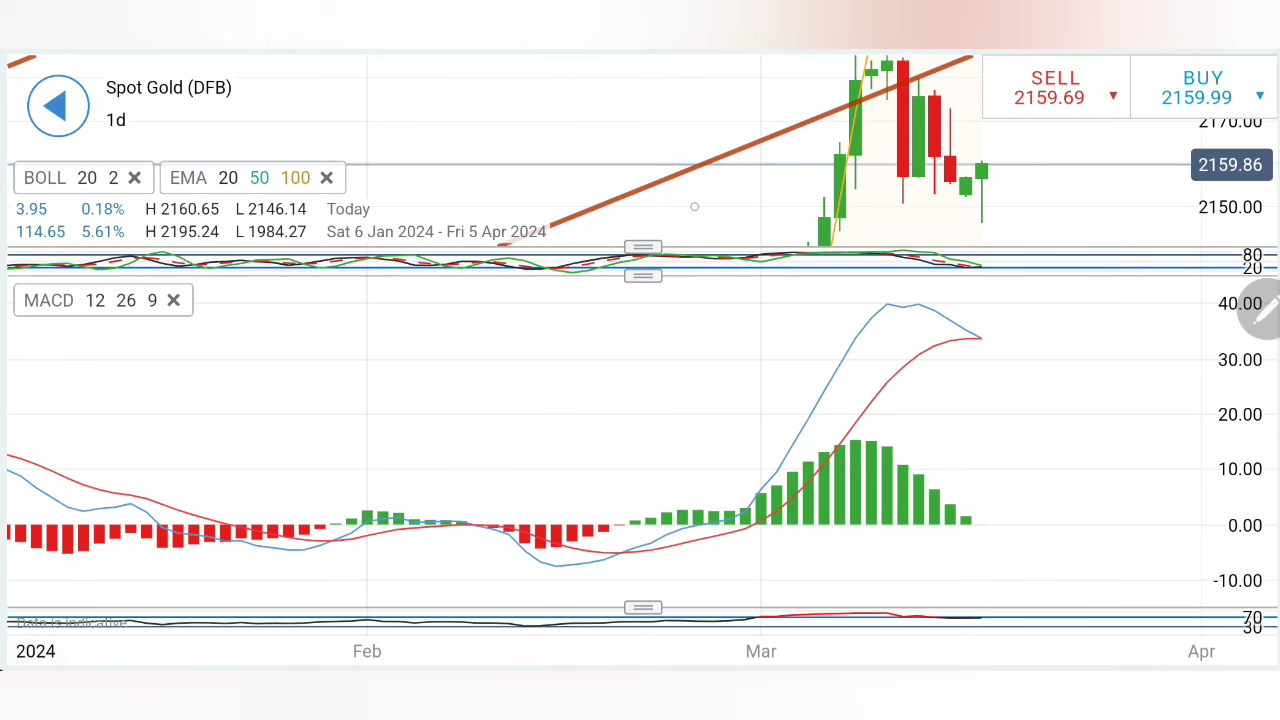 Spot Gold (DFB)
1d
SELL
2159.69
BUY
2159.99
2170.00
2159.86
BOLL 20 2
EMA 20 50 100
3.95 0.18% H 2160.65 L 2146.14 Today
114.65 5.61% H 2195.24 L 1984.27 Sat 6 Jan 2024 - Fri 5 Apr 2024
2150.00
80
20
MACD 12 26 9
40.00
30.00
20.00
10.00
0.00
-10.00
Data is indicative
70
30
2024 Feb Mar Apr